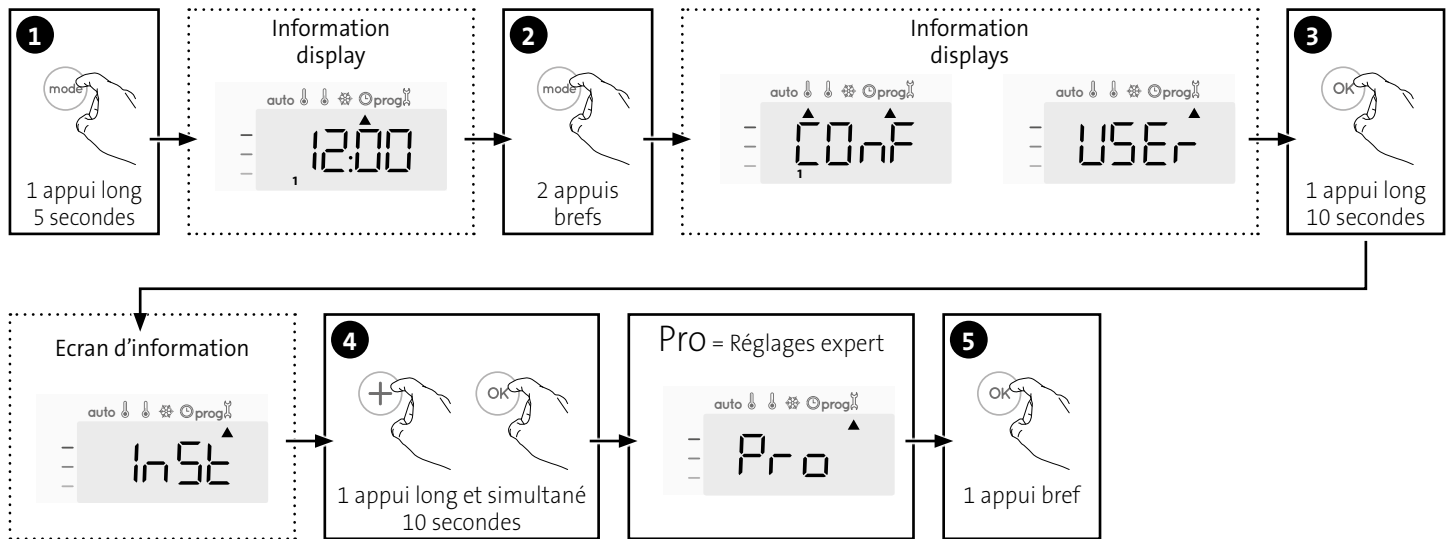 1
mode
1 appui long
5 secondes
Information
display
auto prog
12:00
1
2
mode
2 appuis
brefs
Information
displays
auto prog
COnF
1
auto prog
USEr
3
OK
1 appui long
10 secondes
Ecran d’information
auto prog
InSt
4
+
OK
1 appui long et simultané
10 secondes
Pro = Réglages expert
auto prog
Pro
5
OK
1 appui bref